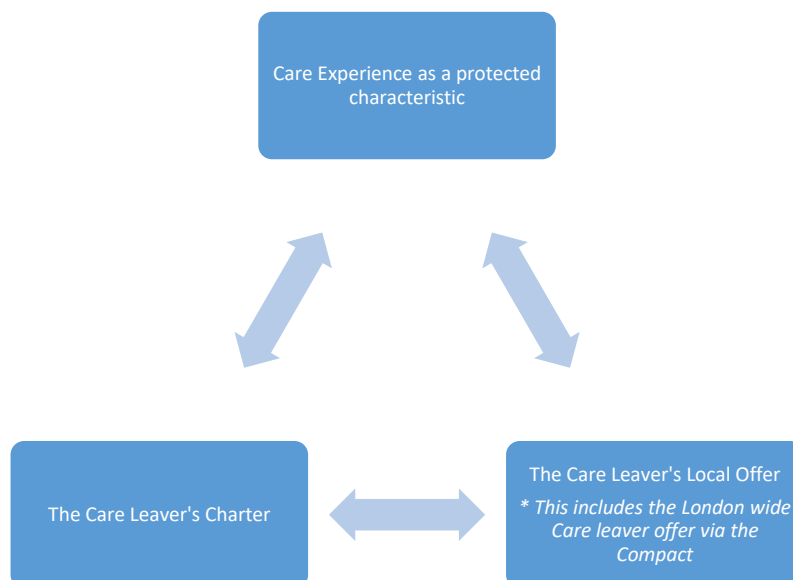 Care Experience as a protected
characteristic
The Care Leaver's Charter
The Care Leaver's Local Offer
* This includes the London wide
Care leaver offer via the
Compact